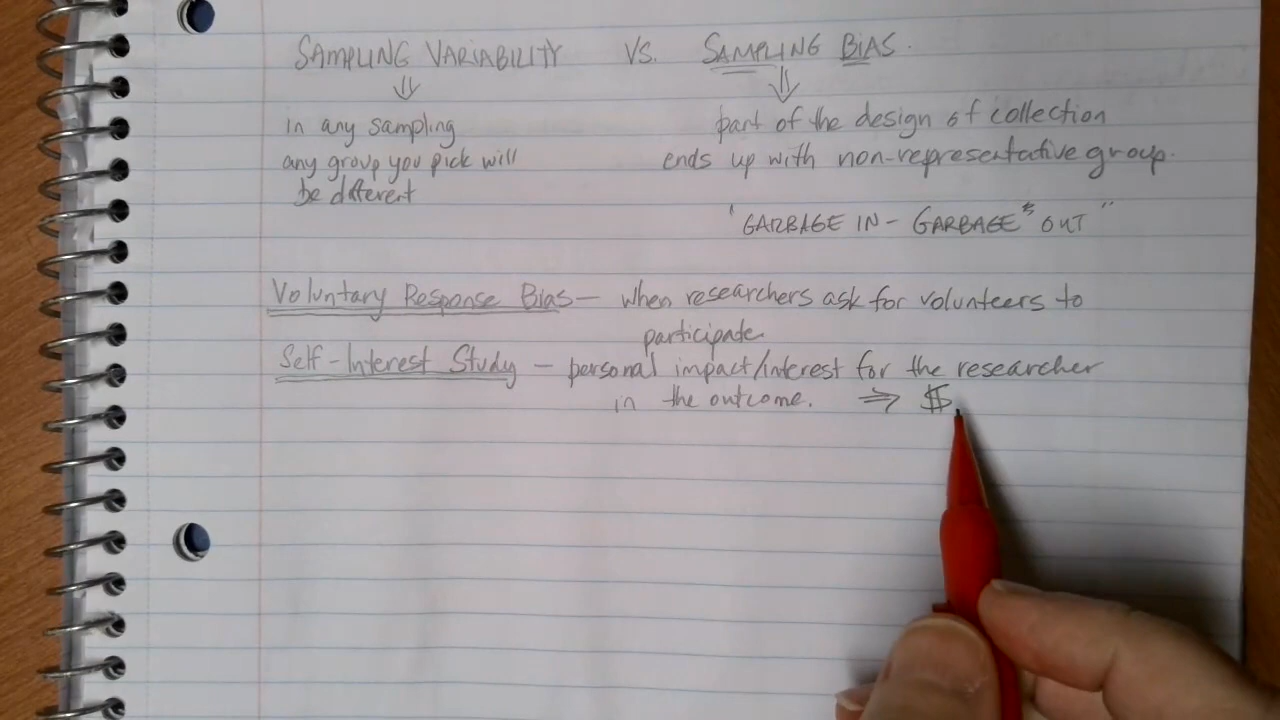 SAMPLING VARIABILITY VS. SAMPLING BIAS.
⇓ ⇓
in any sampling
any group you pick will
be different
part of the design of collection
ends up with non-representative group.
"GARBAGE IN - GARBAGE OUT"
Voluntary Response Bias — when researchers ask for volunteers to
participate.
Self-Interest Study — personal impact/interest for the researcher
in the outcome. ⇒ $